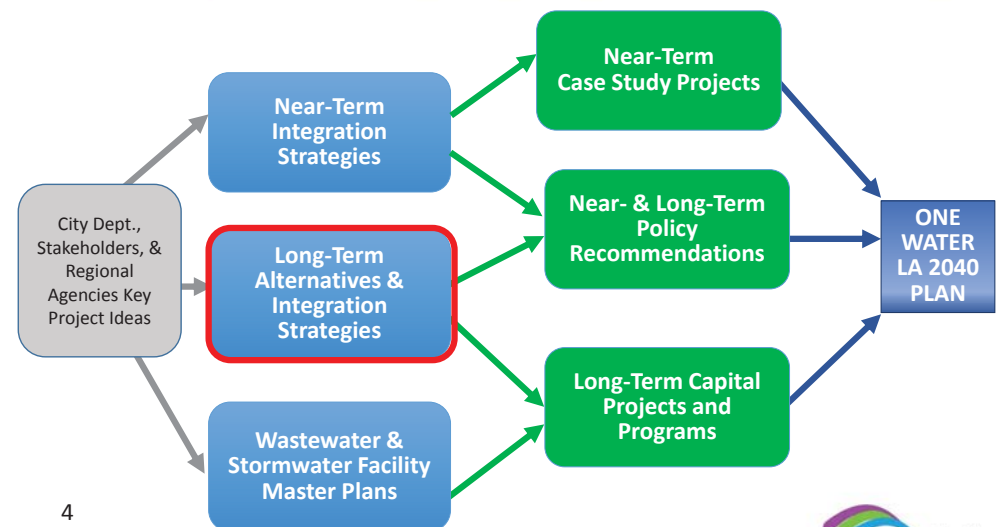 City Dept.,
Stakeholders, &
Regional
Agencies Key
Project Ideas
Near-Term
Integration
Strategies
Long-Term
Alternatives &
Integration
Strategies
Wastewater &
Stormwater Facility
Master Plans
Near-Term
Case Study Projects
Near- & Long-Term
Policy
Recommendations
Long-Term Capital
Projects and
Programs
ONE
WATER
LA 2040
PLAN
4